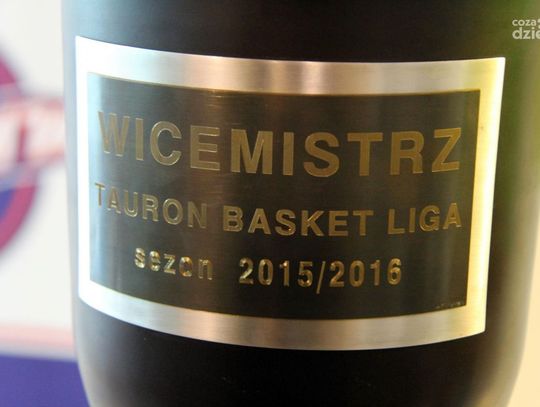 WICEMISTRZ
TAURON BASKET LIGA
sezon 2015/2016